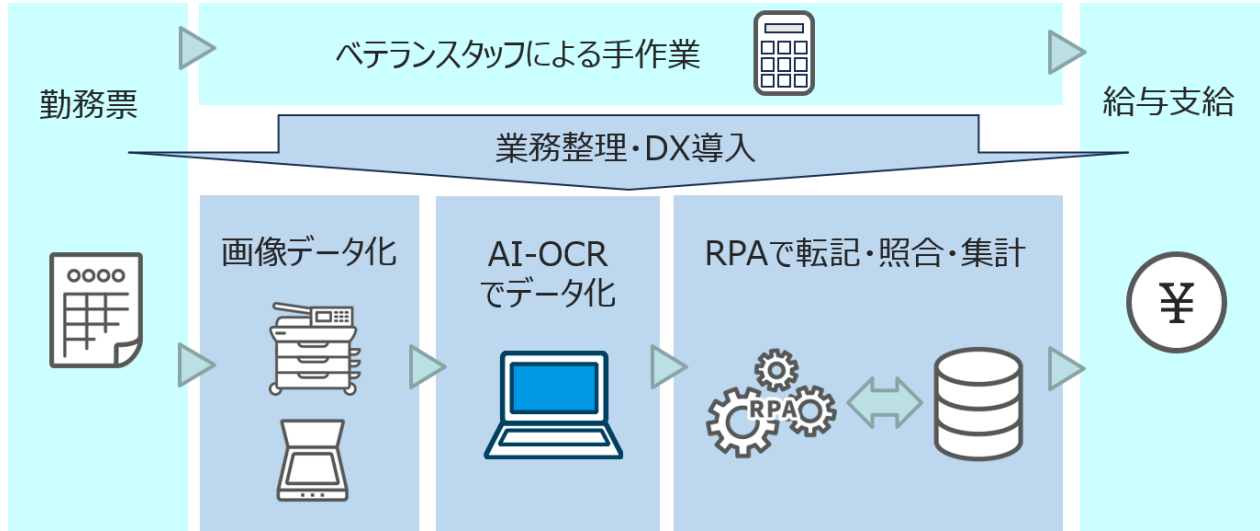 勤務票
ベテランスタッフによる手作業
給与支給
業務整理・DX導入
画像データ化
AI-OCR
でデータ化
RPAで転記・照合・集計
RPA
¥